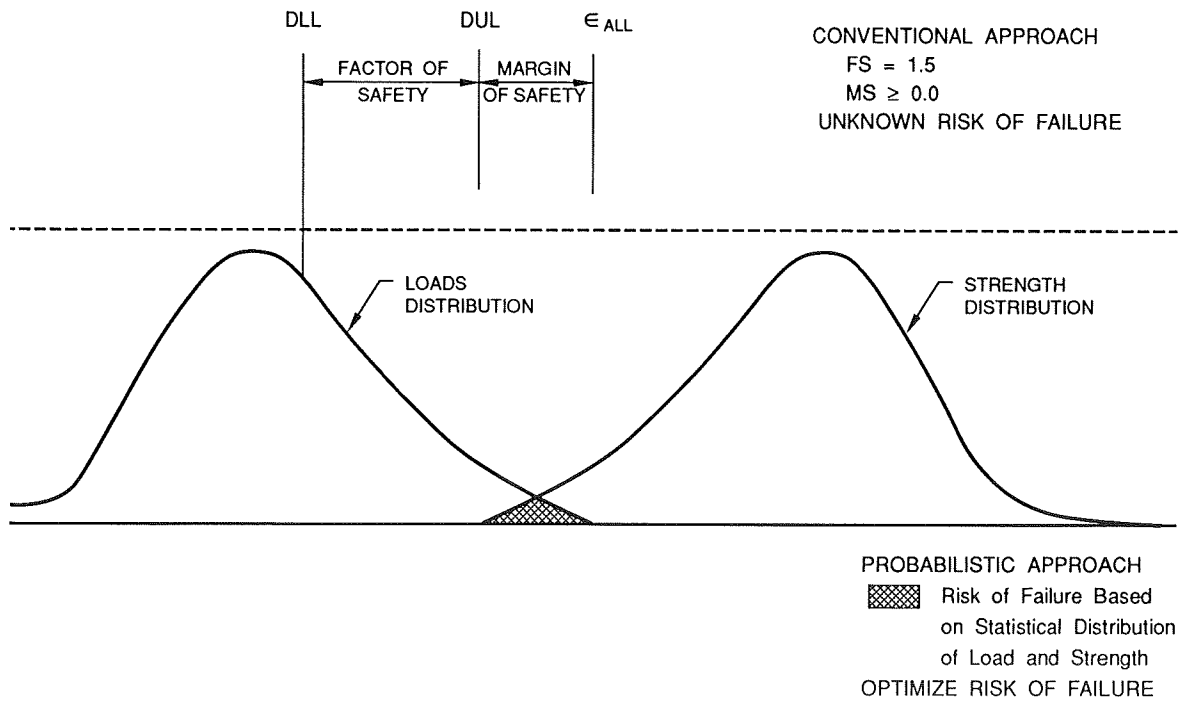 DLL
DUL
∈ ALL
FACTOR OF
SAFETY
MARGIN
OF SAFETY
CONVENTIONAL APPROACH
FS = 1.5
MS ≥ 0.0
UNKNOWN RISK OF FAILURE
LOADS
DISTRIBUTION
STRENGTH
DISTRIBUTION
PROBABILISTIC APPROACH
Risk of Failure Based
on Statistical Distribution
of Load and Strength
OPTIMIZE RISK OF FAILURE